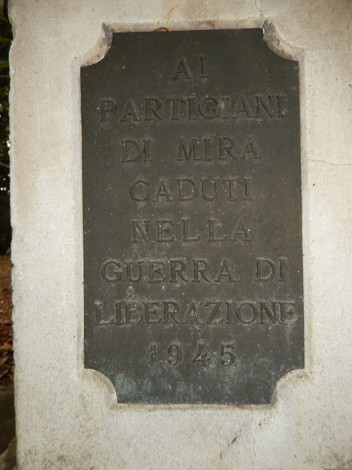 AI
PARTIGIANI
DI MIRA
CADUTI
NELLA
GUERRA DI
LIBERAZIONE
1945